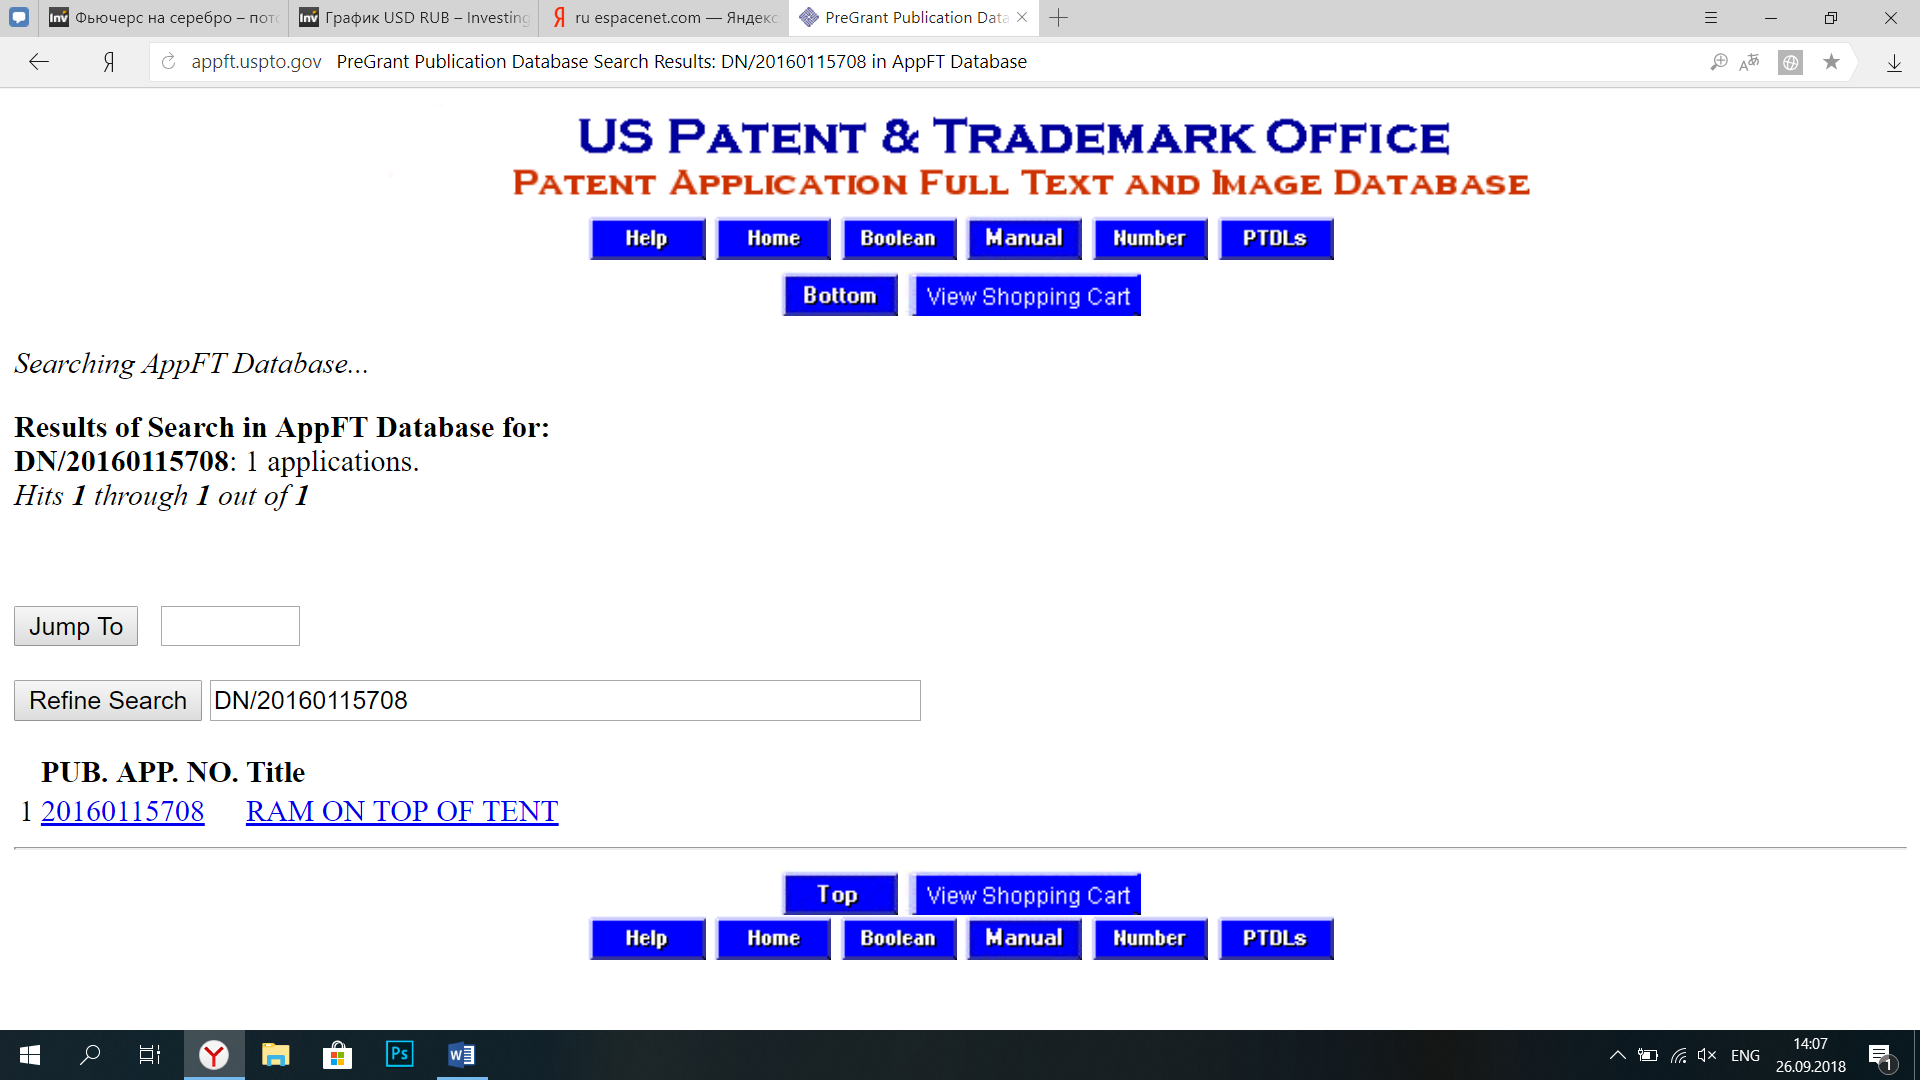 Фьючерс на серебро – пото
График USD RUB – Investing
ru espacenet.com — Яндекс
PreGrant Publication Data
appft.uspto.gov PreGrant Publication Database Search Results: DN/20160115708 in AppFT Database
US PATENT & TRADEMARK OFFICE
PATENT APPLICATION FULL TEXT AND IMAGE DATABASE
Help Home Boolean Manual Number PTDLs
Bottom View Shopping Cart
Searching AppFT Database...
Results of Search in AppFT Database for:
DN/20160115708: 1 applications.
Hits 1 through 1 out of 1
Jump To
Refine Search DN/20160115708
PUB. APP. NO. Title
1 20160115708 RAM ON TOP OF TENT
Top View Shopping Cart
Help Home Boolean Manual Number PTDLs
ENG
14:07
26.09.2018
1